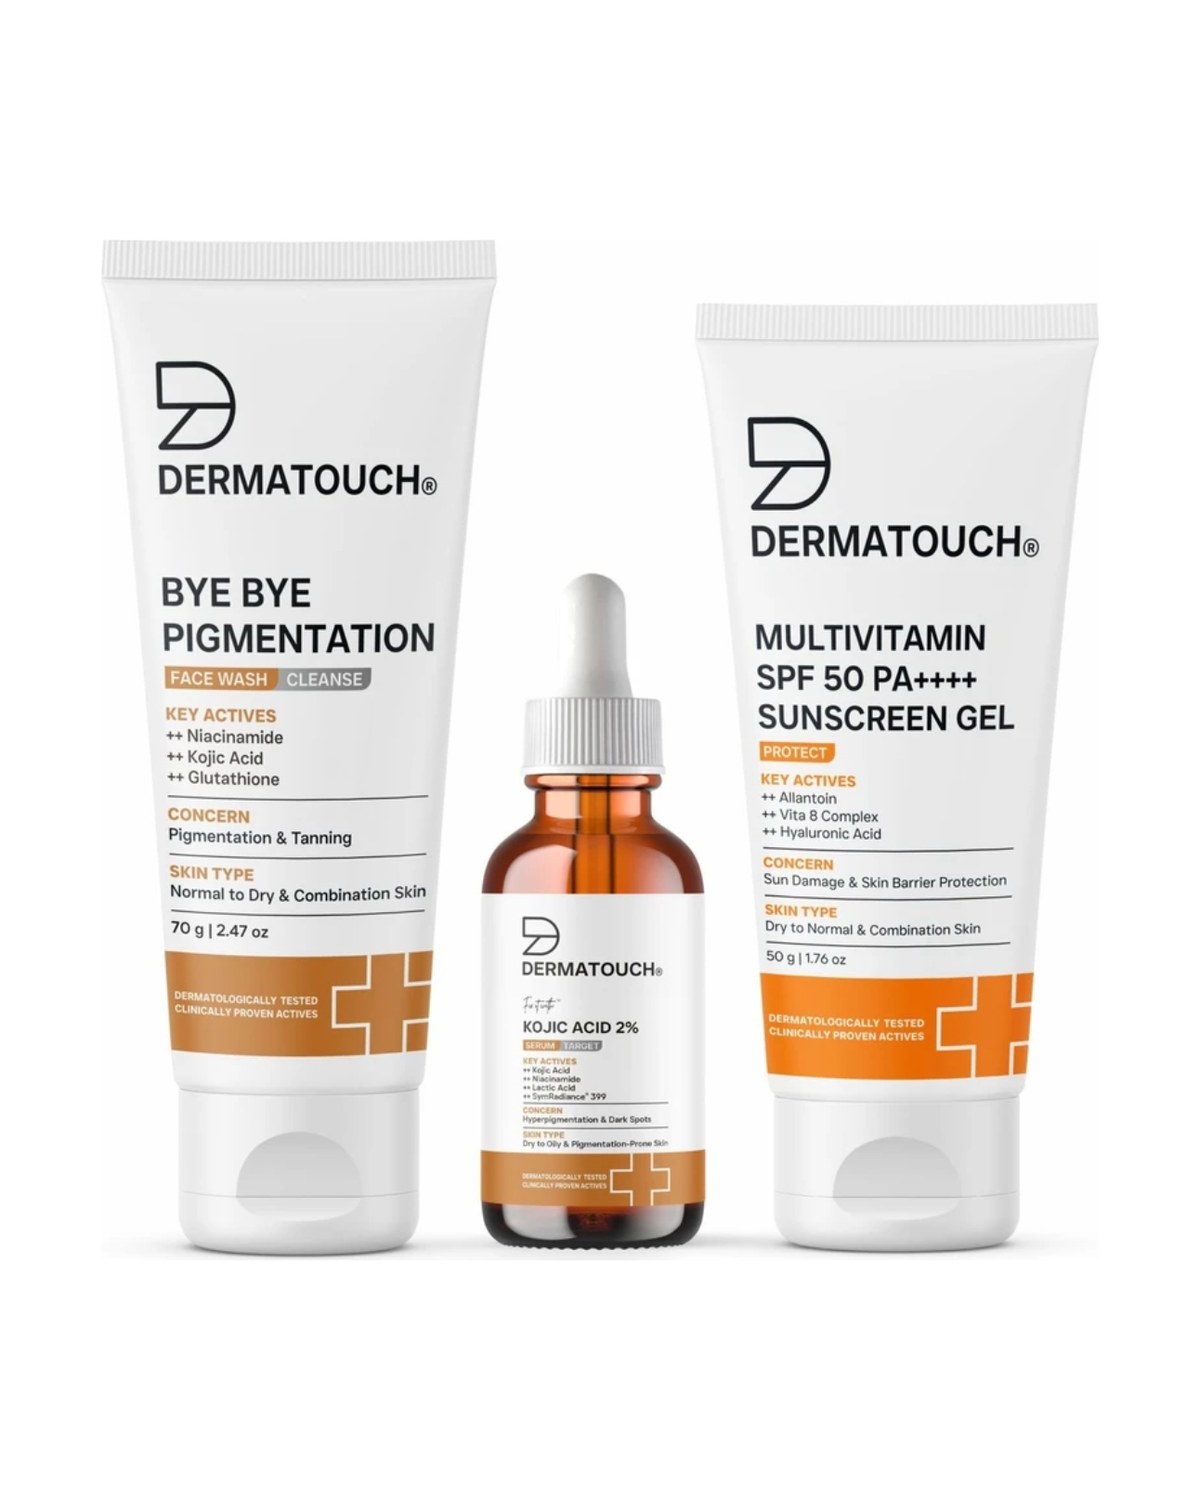 DERMATOUCH®
BYE BYE
PIGMENTATION
FACE WASH CLEANSE
KEY ACTIVES
++ Niacinamide
++ Kojic Acid
++ Glutathione
CONCERN
Pigmentation & Tanning
SKIN TYPE
Normal to Dry & Combination Skin
70 g | 2.47 oz
DERMATOLOGICALLY TESTED
CLINICALLY PROVEN ACTIVES
DERMATOUCH®
KOJIC ACID 2%
SERUM TARGET
KEY ACTIVES
++ Kojic Acid
++ Niacinamide
++ Lactic Acid
++ SymRadiance® 399
CONCERN
Hyperpigmentation & Dark Spots
SKIN TYPE
Dry to Oily & Pigmentation-Prone Skin
DERMATOLOGICALLY TESTED
CLINICALLY PROVEN ACTIVES
DERMATOUCH®
MULTIVITAMIN
SPF 50 PA++++
SUNSCREEN GEL
PROTECT
KEY ACTIVES
++ Allantoin
++ Vita 8 Complex
++ Hyaluronic Acid
CONCERN
Sun Damage & Skin Barrier Protection
SKIN TYPE
Dry to Normal & Combination Skin
50 g | 1.76 oz
DERMATOLOGICALLY TESTED
CLINICALLY PROVEN ACTIVES